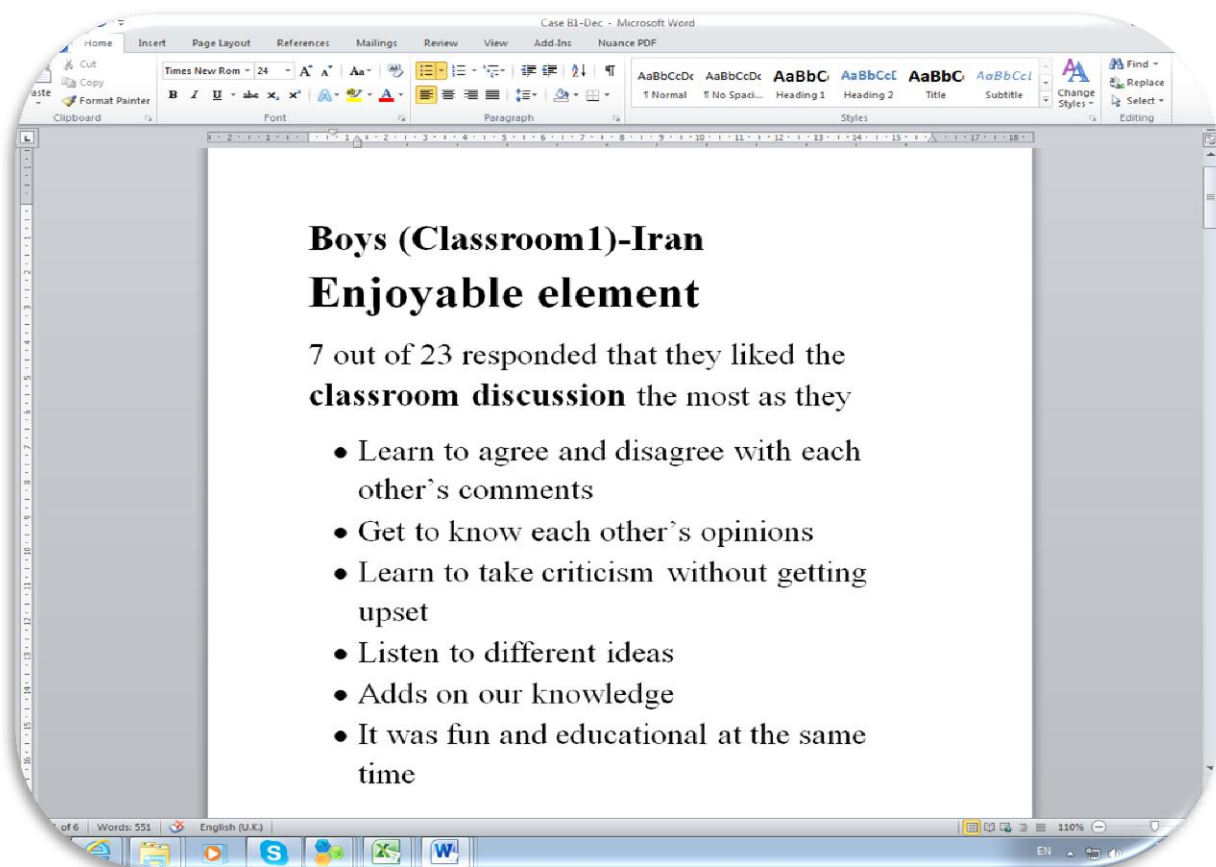 Case B1-Dec - Microsoft Word
Home Insert Page Layout References Mailings Review View Add-Ins Nuance PDF
Cut
Copy
Format Painter
Clipboard
Times New Rom 24
Font
Paragraph
AaBbCcDc AaBbCcDc AaBbC AaBbCcI AaBbC AaBbCcI
¶ Normal ¶ No Spaci... Heading 1 Heading 2 Title Subtitle
Change Styles
Styles
Find
Replace
Select
Editing
Boys (Classroom1)-Iran
Enjoyable element
7 out of 23 responded that they liked the
classroom discussion the most as they
• Learn to agree and disagree with each
other's comments
• Get to know each other's opinions
• Learn to take criticism without getting
upset
• Listen to different ideas
• Adds on our knowledge
• It was fun and educational at the same
time
of 6 Words: 551 English (U.K.) 110%
EN